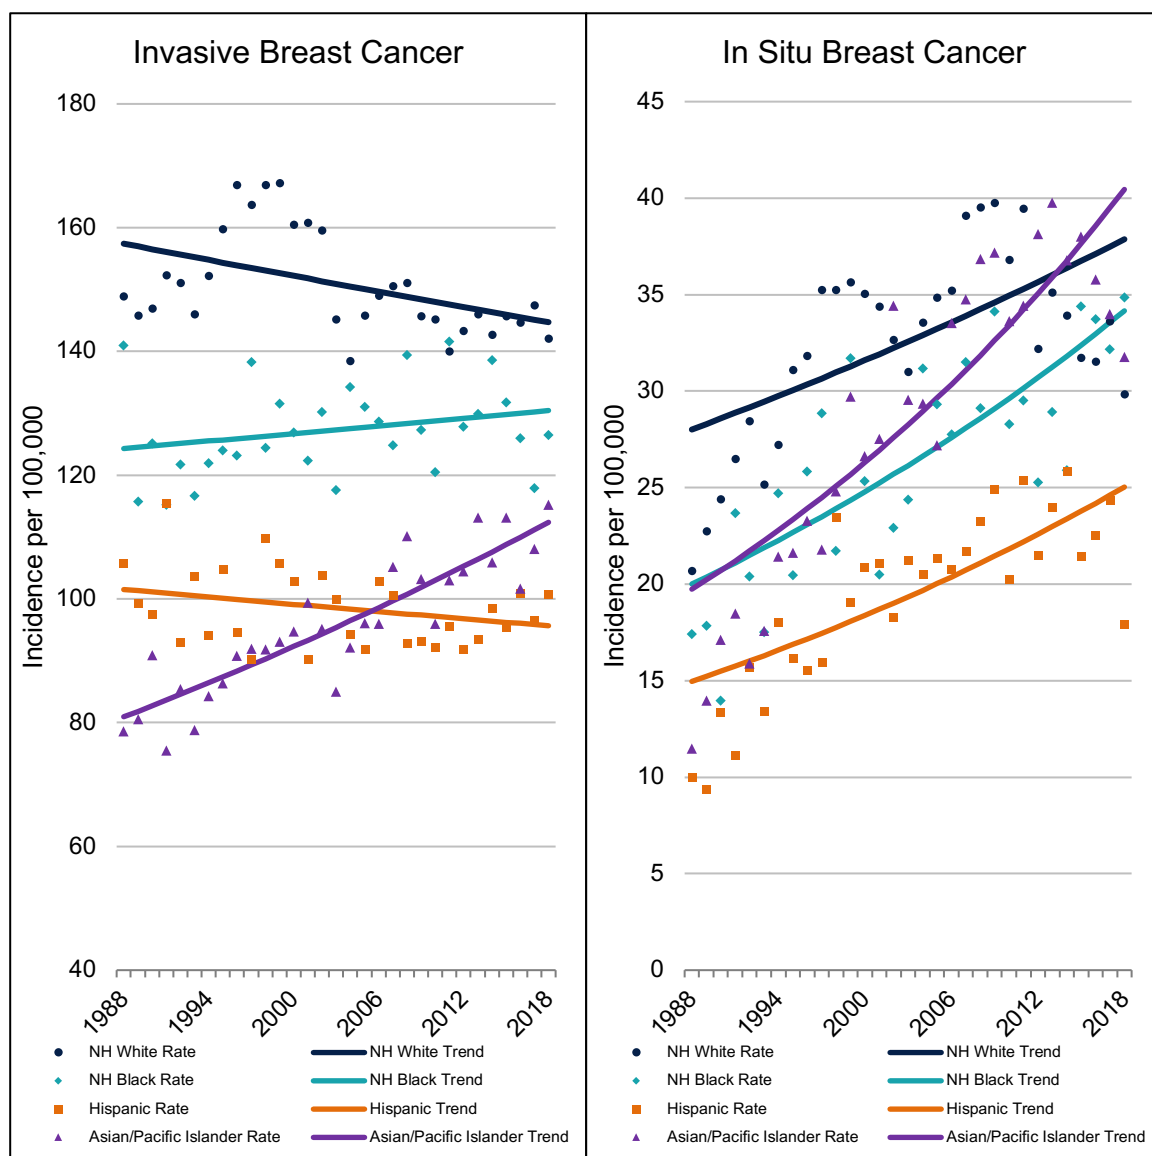 Invasive Breast Cancer
Incidence per 100,000
180
160
140
120
100
80
60
40
1988
1994
2000
2006
2012
2018
NH White Rate
NH White Trend
NH Black Rate
NH Black Trend
Hispanic Rate
Hispanic Trend
Asian/Pacific Islander Rate
Asian/Pacific Islander Trend
In Situ Breast Cancer
Incidence per 100,000
45
40
35
30
25
20
15
10
5
0
1988
1994
2000
2006
2012
2018
NH White Rate
NH White Trend
NH Black Rate
NH Black Trend
Hispanic Rate
Hispanic Trend
Asian/Pacific Islander Rate
Asian/Pacific Islander Trend